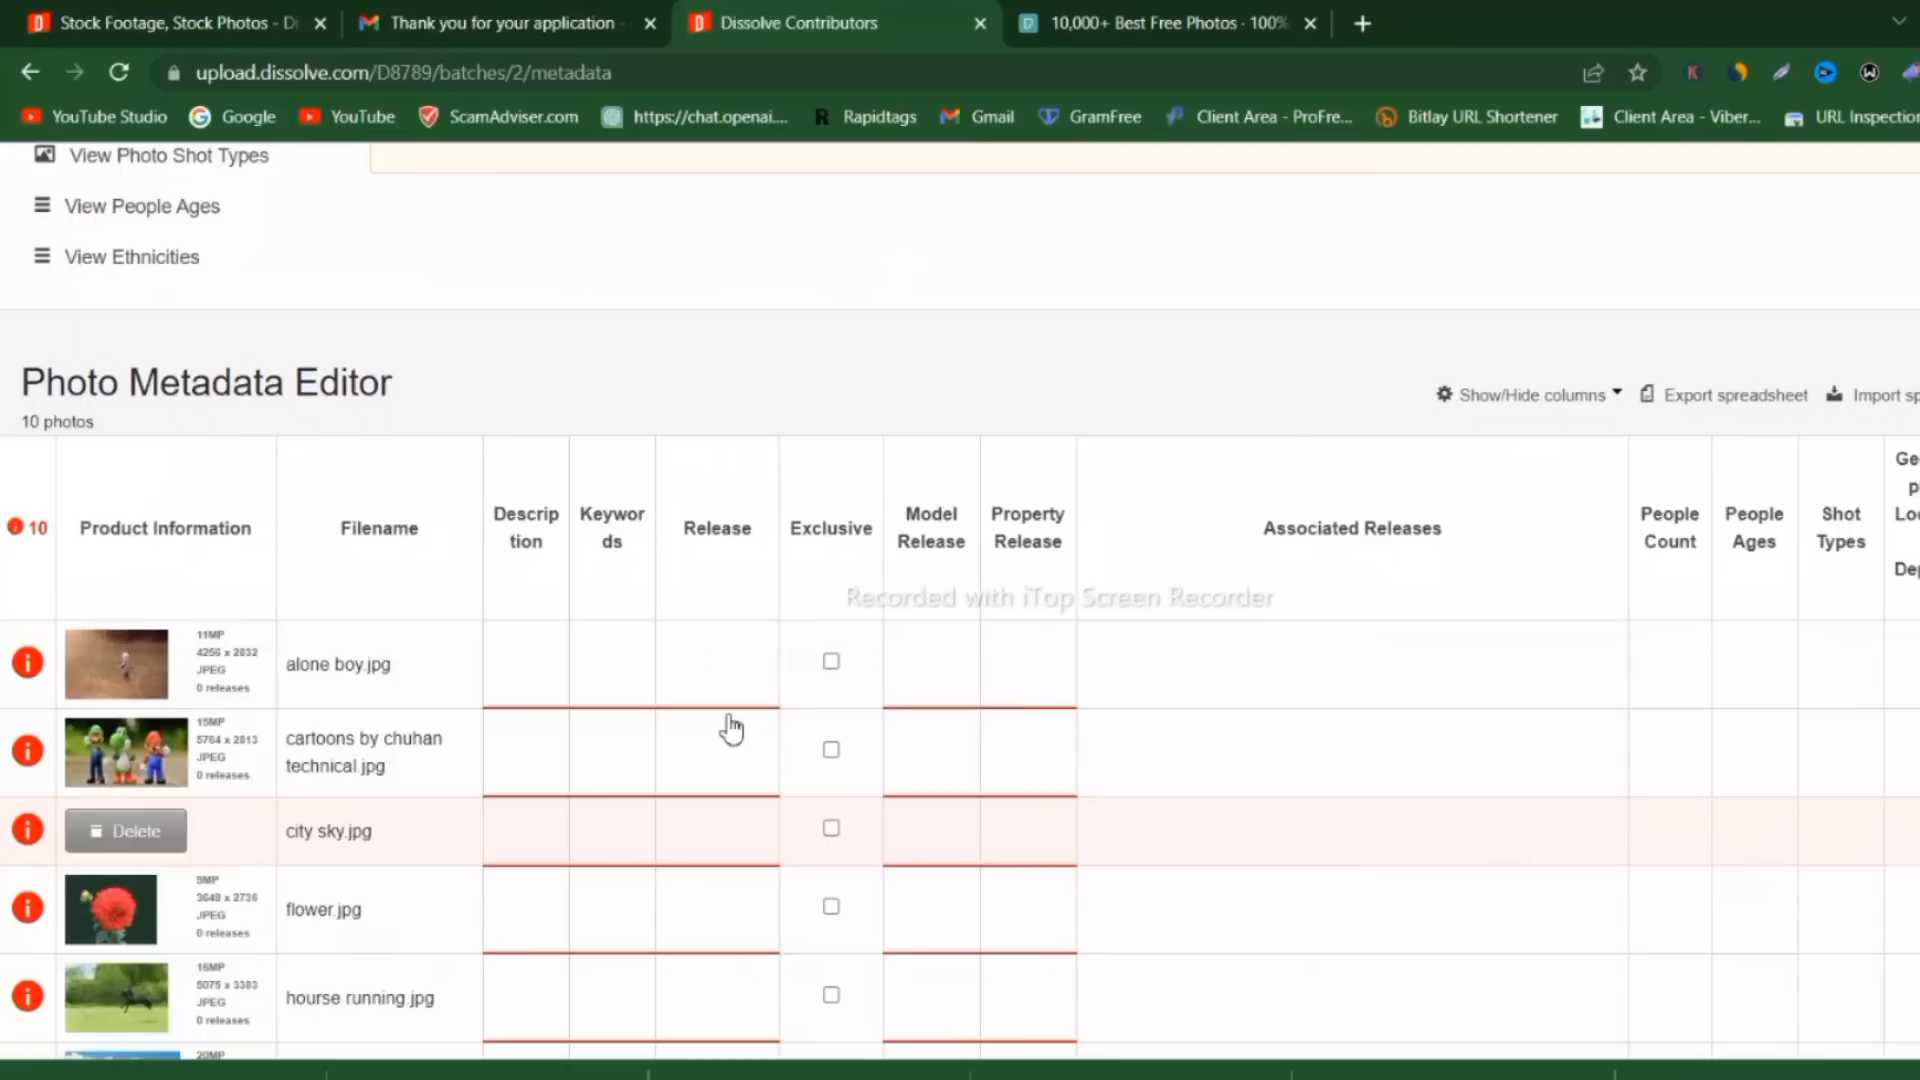 Stock Footage, Stock Photos - Di
Thank you for your application -
Dissolve Contributors
10,000+ Best Free Photos · 100%
upload.dissolve.com/D8789/batches/2/metadata
YouTube Studio
Google
YouTube
ScamAdviser.com
https://chat.openai....
Rapidtags
Gmail
GramFree
Client Area - ProFre...
Bitlay URL Shortener
Client Area - Viber...
URL Inspection
View Photo Shot Types
View People Ages
View Ethnicities
Photo Metadata Editor
10 photos
Show/Hide columns
Export spreadsheet
Import sp
10
Product Information
Filename
Descrip
tion
Keywor
ds
Release
Exclusive
Model
Release
Property
Release
Associated Releases
People
Count
People
Ages
Shot
Types
Geo
p
Loc
Dep
Recorded with iTop Screen Recorder
11MP
4256 x 2832
JPEG
0 releases
alone boy.jpg
15MP
5764 x 2813
JPEG
0 releases
cartoons by chuhan
technical.jpg
Delete
city sky.jpg
9MP
3648 x 2736
JPEG
0 releases
flower.jpg
16MP
5075 x 3383
JPEG
0 releases
hourse running.jpg
20MP